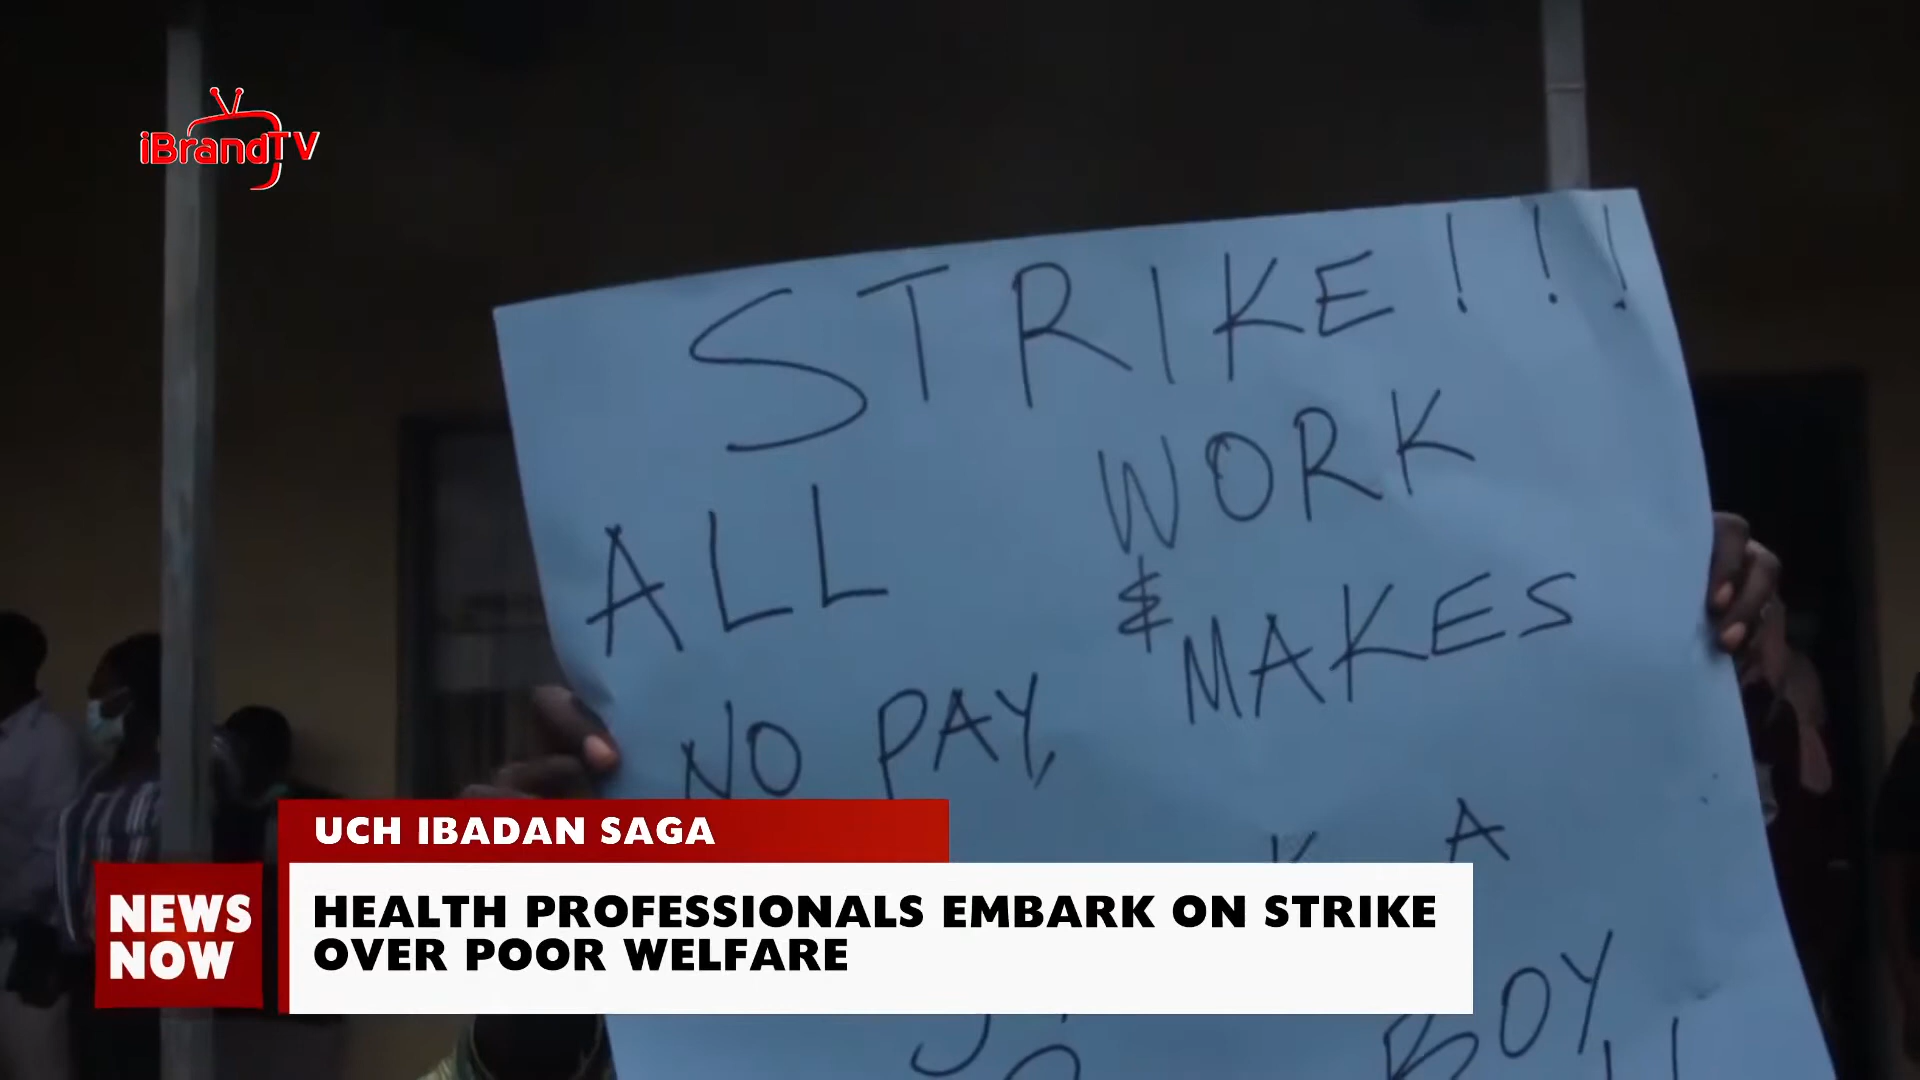 iBrandTV
STRIKE!!!
ALL WORK
& MAKES
NO PAY,
A
BOY
UCH IBADAN SAGA
NEWS
NOW
HEALTH PROFESSIONALS EMBARK ON STRIKE
OVER POOR WELFARE